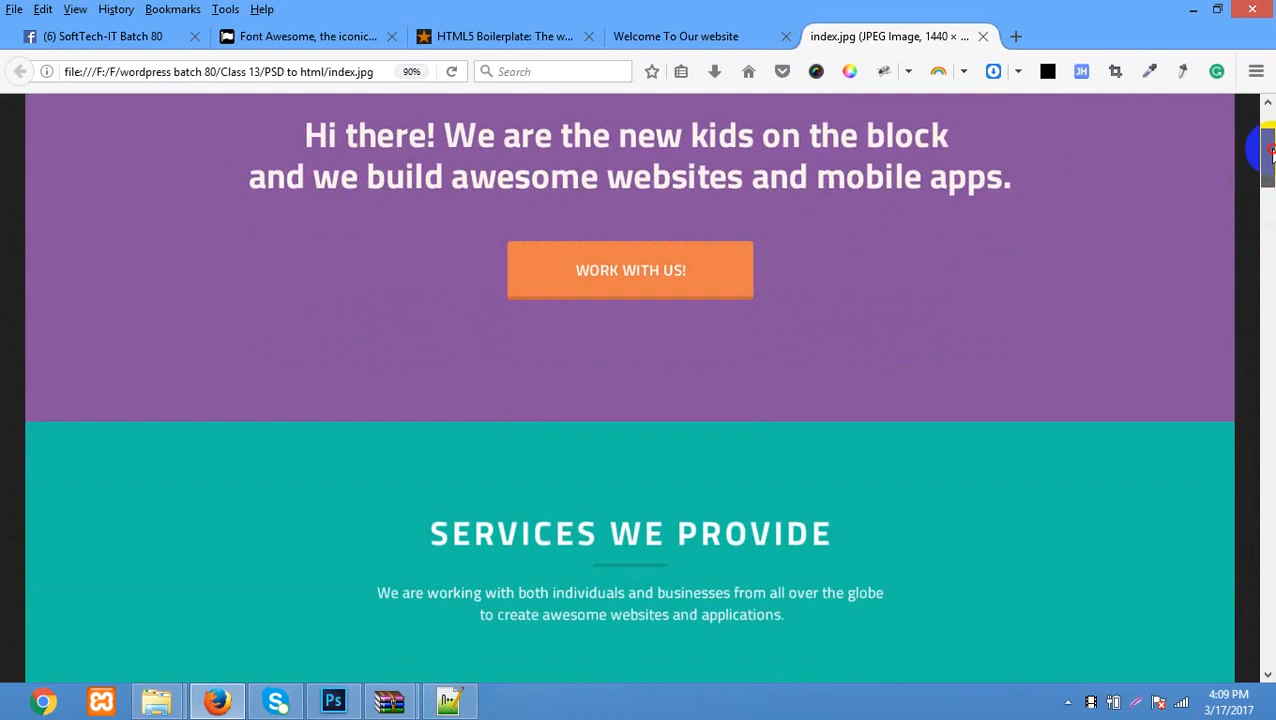 File Edit View History Bookmarks Tools Help
(6) SoftTech-IT Batch 80
Font Awesome, the iconic...
HTML5 Boilerplate: The w...
Welcome To Our website
index.jpg (JPEG Image, 1440 × ...
file:///F:/F/wordpress batch 80/Class 13/PSD to html/index.jpg
90%
Search
JH
Hi there! We are the new kids on the block
and we build awesome websites and mobile apps.
WORK WITH US!
SERVICES WE PROVIDE
We are working with both individuals and businesses from all over the globe
to create awesome websites and applications.
Ps
4:09 PM
3/17/2017